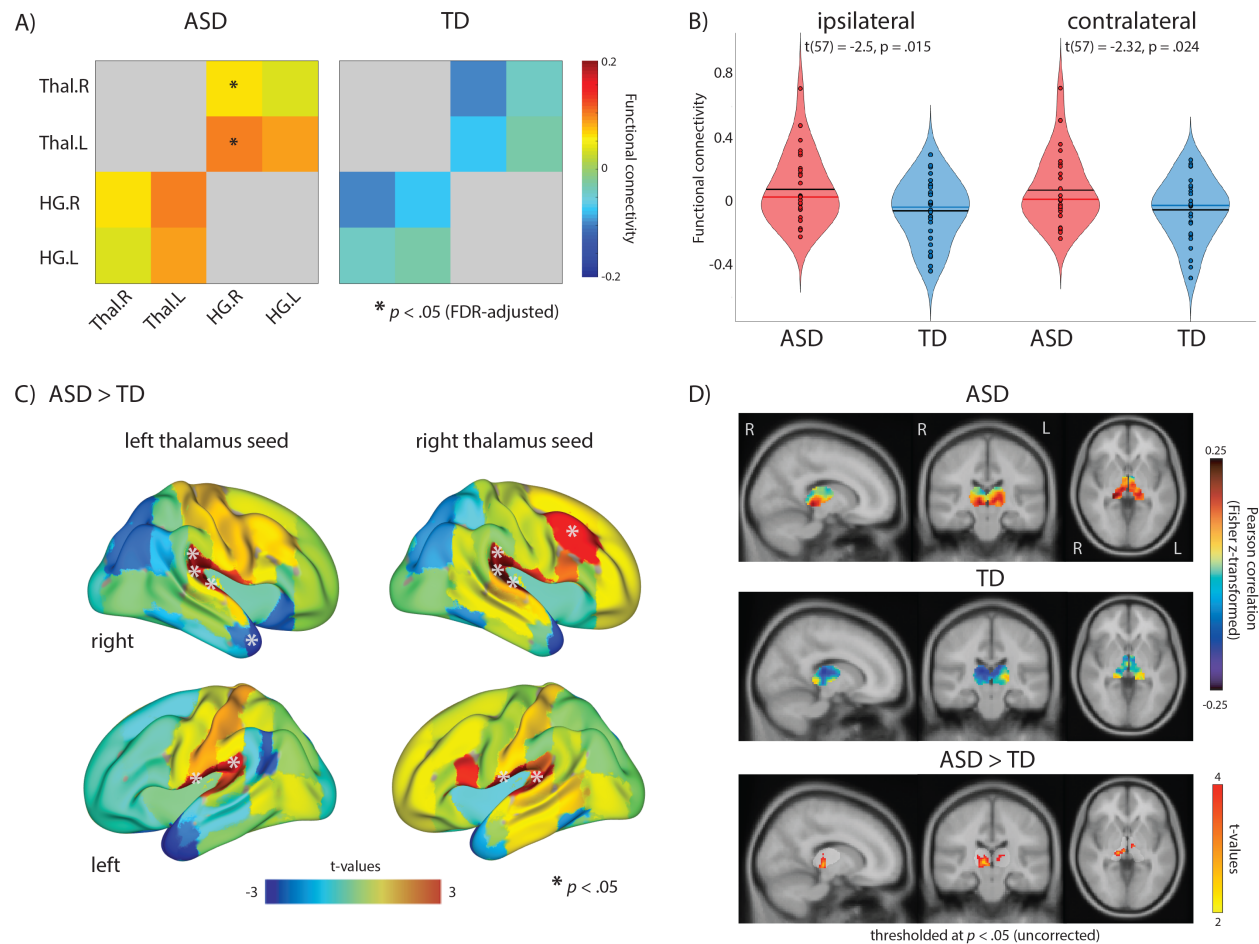 A) ASD TD
Thal.R
Thal.L
HG.R
HG.L
*
*
Thal.R Thal.L HG.R HG.L
* p < .05 (FDR-adjusted)
0.2
0
-0.2
Functional connectivity
B) ipsilateral contralateral
t(57) = -2.5, p = .015 t(57) = -2.32, p = .024
0.8
0.4
0
-0.4
Functional connectivity
ASD TD ASD TD
C) ASD > TD
left thalamus seed right thalamus seed
* * * * * * * *
right
* * * *
left
t-values
-3 3
* p < .05
D) ASD
R R L
R L
TD
ASD > TD
0.25
-0.25
Pearson correlation
(Fisher z-transformed)
4
2
t-values
thresholded at p < .05 (uncorrected)